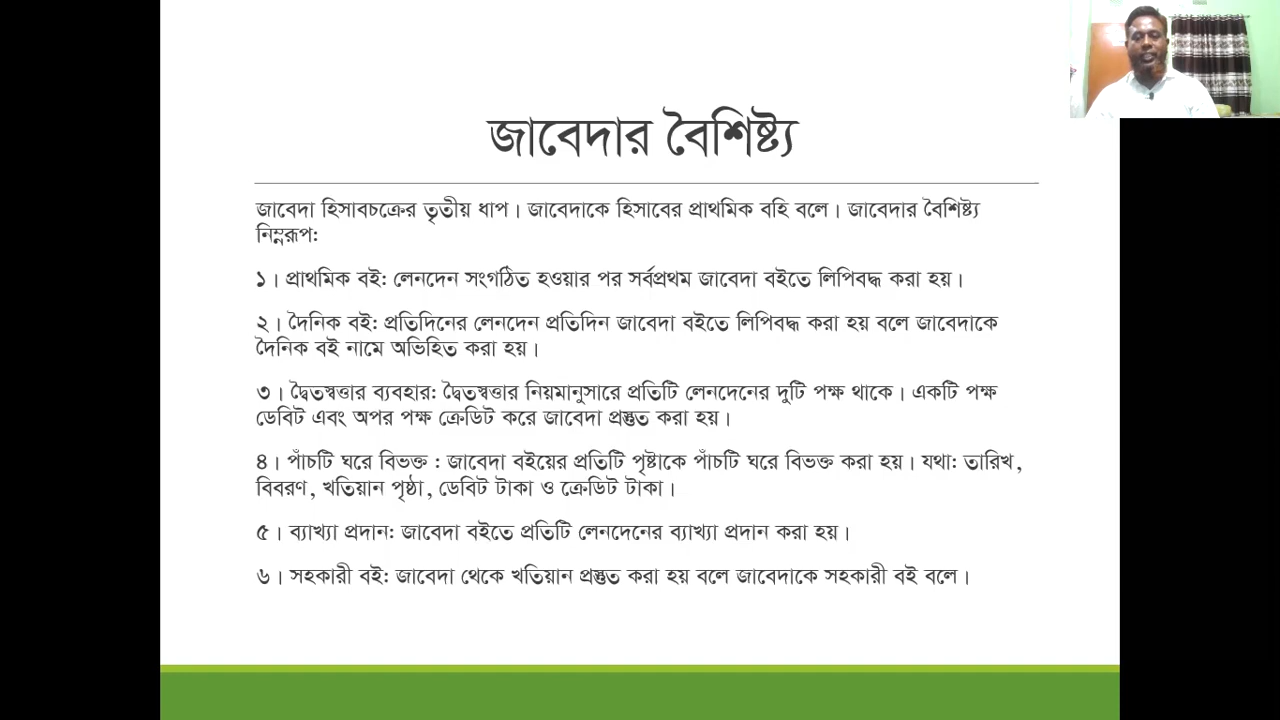 জাবেদার বৈশিষ্ট্য
জাবেদা হিসাবচক্রের তৃতীয় ধাপ। জাবেদাকে হিসাবের প্রাথমিক বহি বলে। জাবেদার বৈশিষ্ট্য
নিম্নরূপ:
১। প্রাথমিক বই: লেনদেন সংগঠিত হওয়ার পর সর্বপ্রথম জাবেদা বইতে লিপিবদ্ধ করা হয়।
২। দৈনিক বই: প্রতিদিনের লেনদেন প্রতিদিন জাবেদা বইতে লিপিবদ্ধ করা হয় বলে জাবেদাকে
দৈনিক বই নামে অভিহিত করা হয়।
৩। দ্বৈতস্বত্তার ব্যবহার: দ্বৈতস্বত্তার নিয়মানুসারে প্রতিটি লেনদেনের দুটি পক্ষ থাকে। একটি পক্ষ
ডেবিট এবং অপর পক্ষ ক্রেডিট করে জাবেদা প্রস্তুত করা হয়।
৪। পাঁচটি ঘরে বিভক্ত : জাবেদা বইয়ের প্রতিটি পৃষ্টাকে পাঁচটি ঘরে বিভক্ত করা হয়। যথা: তারিখ,
বিবরণ, খতিয়ান পৃষ্ঠা, ডেবিট টাকা ও ক্রেডিট টাকা।
৫। ব্যাখ্যা প্রদান: জাবেদা বইতে প্রতিটি লেনদেনের ব্যাখ্যা প্রদান করা হয়।
৬। সহকারী বই: জাবেদা থেকে খতিয়ান প্রস্তুত করা হয় বলে জাবেদাকে সহকারী বই বলে।